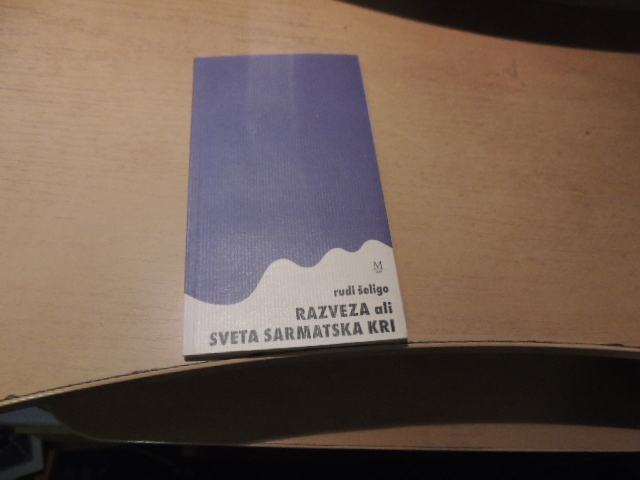 M
rudi šeligo
RAZVEZA ali
SVETA SARMATSKA KRI